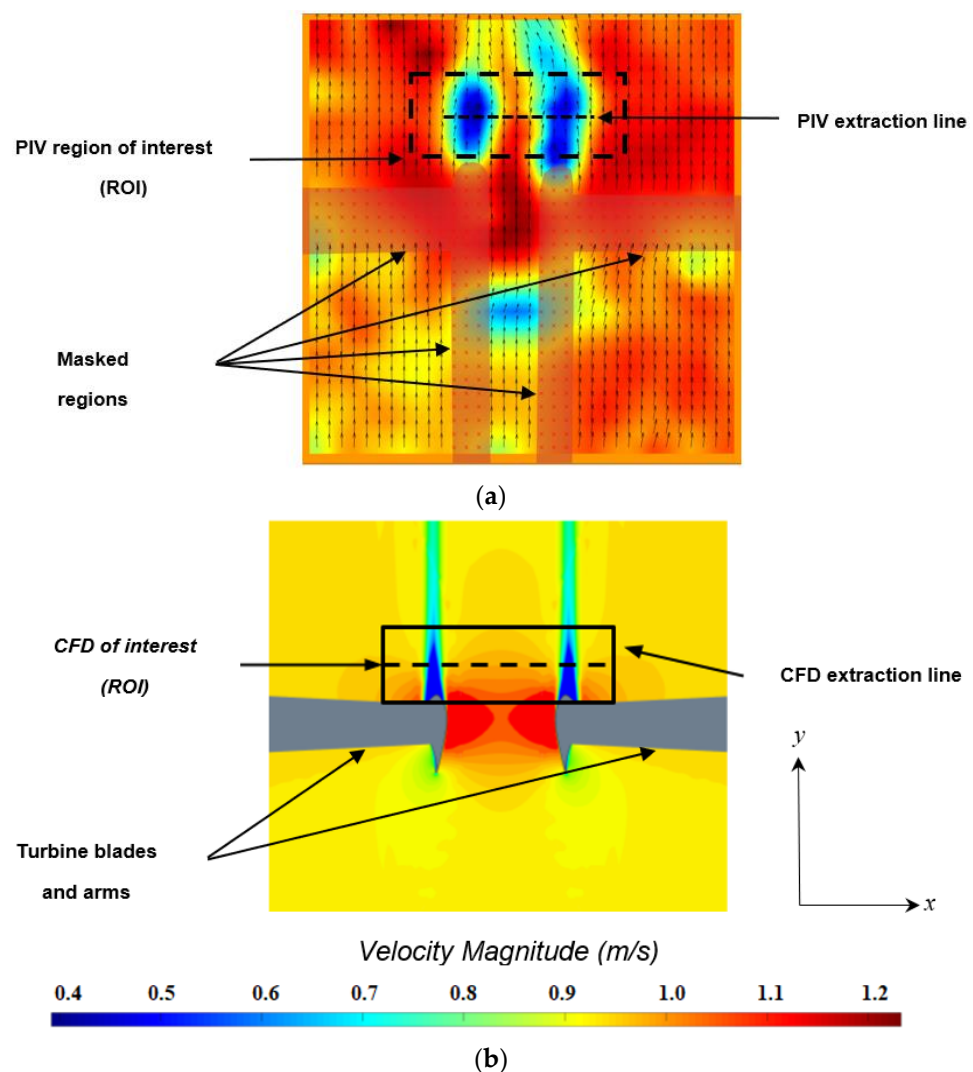 PIV region of interest
(ROI)
PIV extraction line
Masked
regions
(a)
CFD of interest
(ROI)
CFD extraction line
Turbine blades
and arms
y
x
Velocity Magnitude (m/s)
0.4 0.5 0.6 0.7 0.8 0.9 1.0 1.1 1.2
(b)